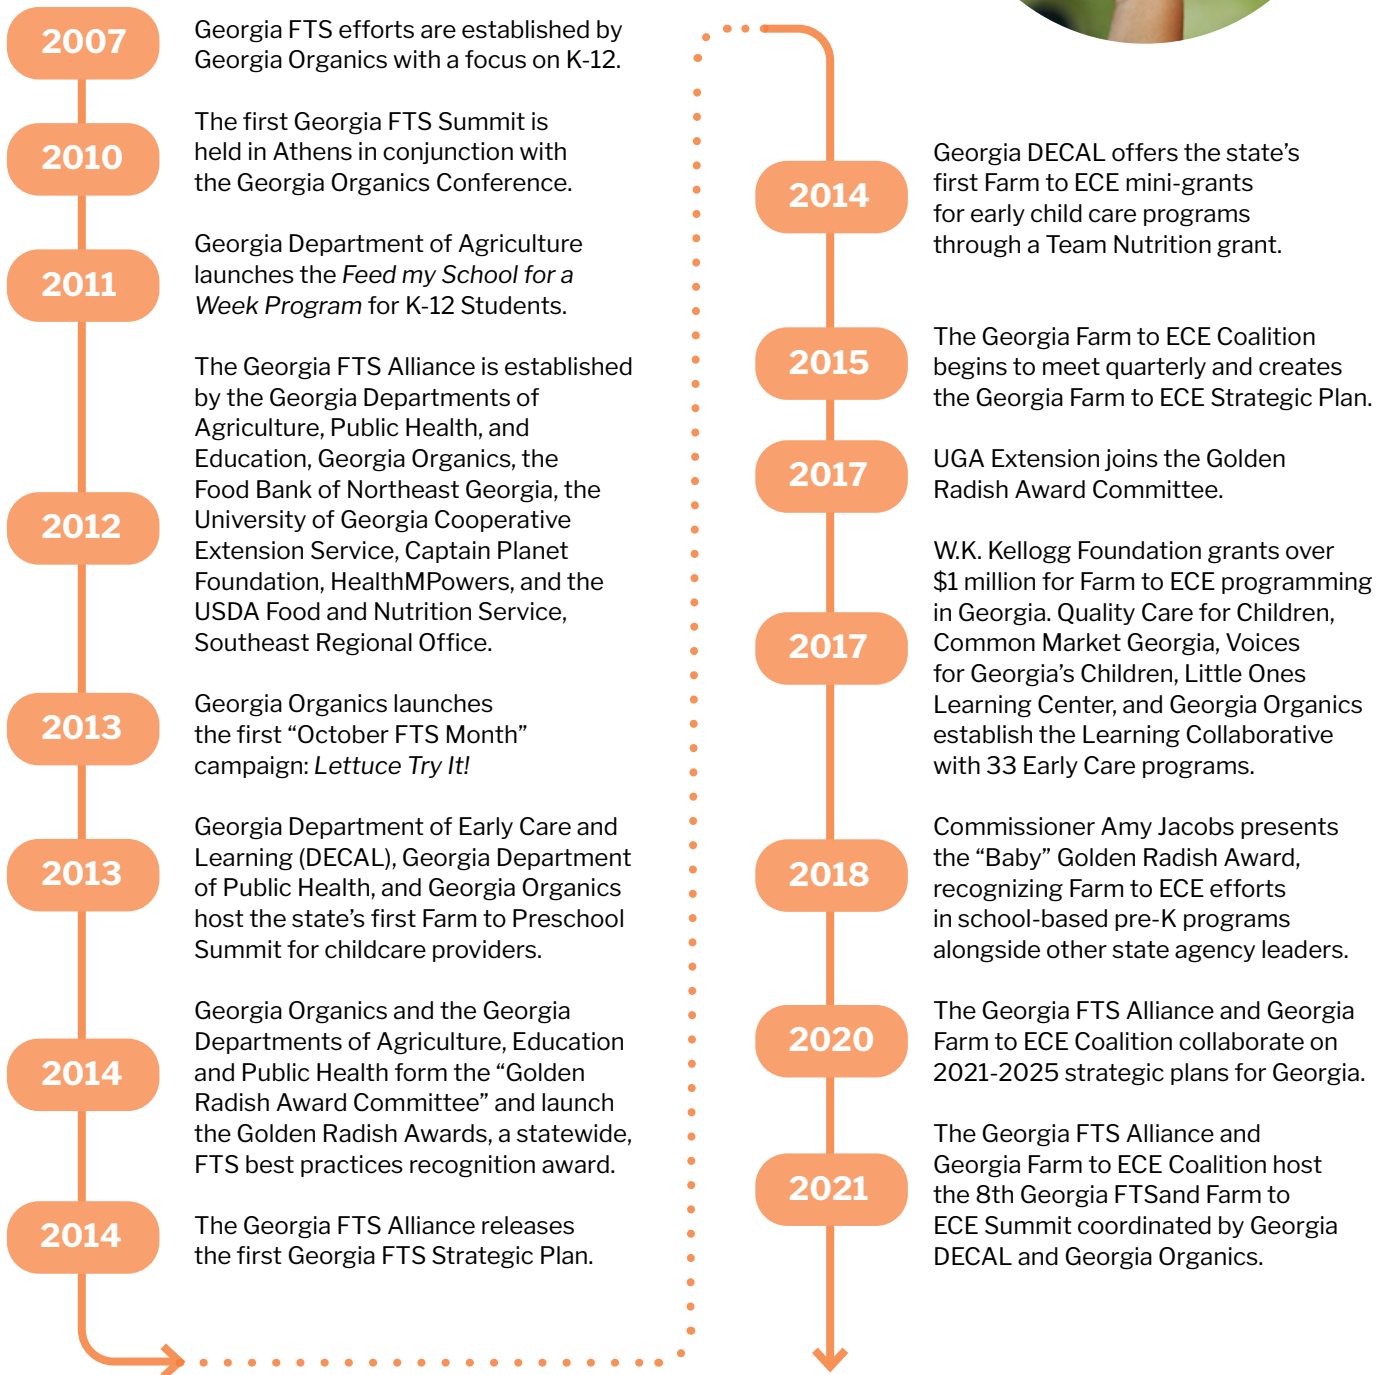 2007
Georgia FTS efforts are established by
Georgia Organics with a focus on K-12.
2010
The first Georgia FTS Summit is
held in Athens in conjunction with
the Georgia Organics Conference.
2011
Georgia Department of Agriculture
launches the Feed my School for a
Week Program for K-12 Students.
2012
The Georgia FTS Alliance is established
by the Georgia Departments of
Agriculture, Public Health, and
Education, Georgia Organics, the
Food Bank of Northeast Georgia, the
University of Georgia Cooperative
Extension Service, Captain Planet
Foundation, HealthMPowers, and the
USDA Food and Nutrition Service,
Southeast Regional Office.
2013
Georgia Organics launches
the first “October FTS Month”
campaign: Lettuce Try It!
2013
Georgia Department of Early Care and
Learning (DECAL), Georgia Department
of Public Health, and Georgia Organics
host the state’s first Farm to Preschool
Summit for childcare providers.
2014
Georgia Organics and the Georgia
Departments of Agriculture, Education
and Public Health form the “Golden
Radish Award Committee” and launch
the Golden Radish Awards, a statewide,
FTS best practices recognition award.
2014
The Georgia FTS Alliance releases
the first Georgia FTS Strategic Plan.
2014
Georgia DECAL offers the state’s
first Farm to ECE mini-grants
for early child care programs
through a Team Nutrition grant.
2015
The Georgia Farm to ECE Coalition
begins to meet quarterly and creates
the Georgia Farm to ECE Strategic Plan.
2017
UGA Extension joins the Golden
Radish Award Committee.
2017
W.K. Kellogg Foundation grants over
$1 million for Farm to ECE programming
in Georgia. Quality Care for Children,
Common Market Georgia, Voices
for Georgia’s Children, Little Ones
Learning Center, and Georgia Organics
establish the Learning Collaborative
with 33 Early Care programs.
2018
Commissioner Amy Jacobs presents
the “Baby” Golden Radish Award,
recognizing Farm to ECE efforts
in school-based pre-K programs
alongside other state agency leaders.
2020
The Georgia FTS Alliance and Georgia
Farm to ECE Coalition collaborate on
2021-2025 strategic plans for Georgia.
2021
The Georgia FTS Alliance and
Georgia Farm to ECE Coalition host
the 8th Georgia FTSand Farm to
ECE Summit coordinated by Georgia
DECAL and Georgia Organics.